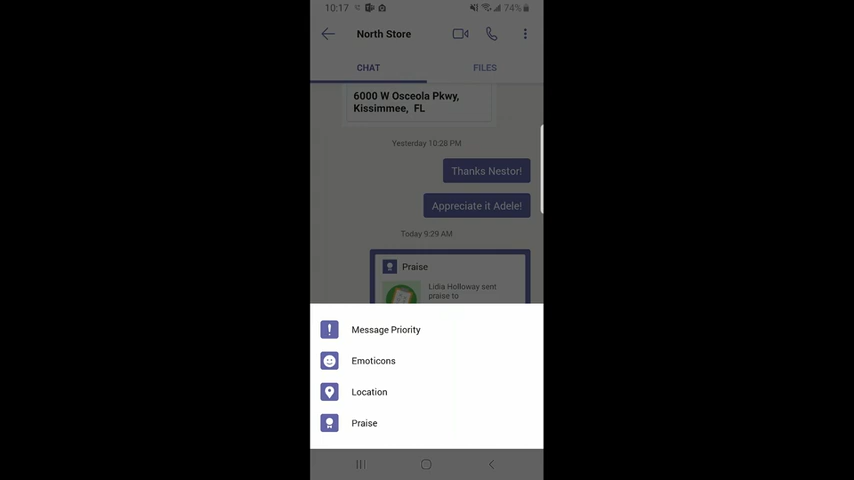 10:17
74%
North Store
CHAT
FILES
6000 W Osceola Pkwy,
Kissimmee, FL
Yesterday 10:28 PM
Thanks Nestor!
Appreciate it Adele!
Today 9:29 AM
Praise
Lidia Holloway sent
praise to
Message Priority
Emoticons
Location
Praise